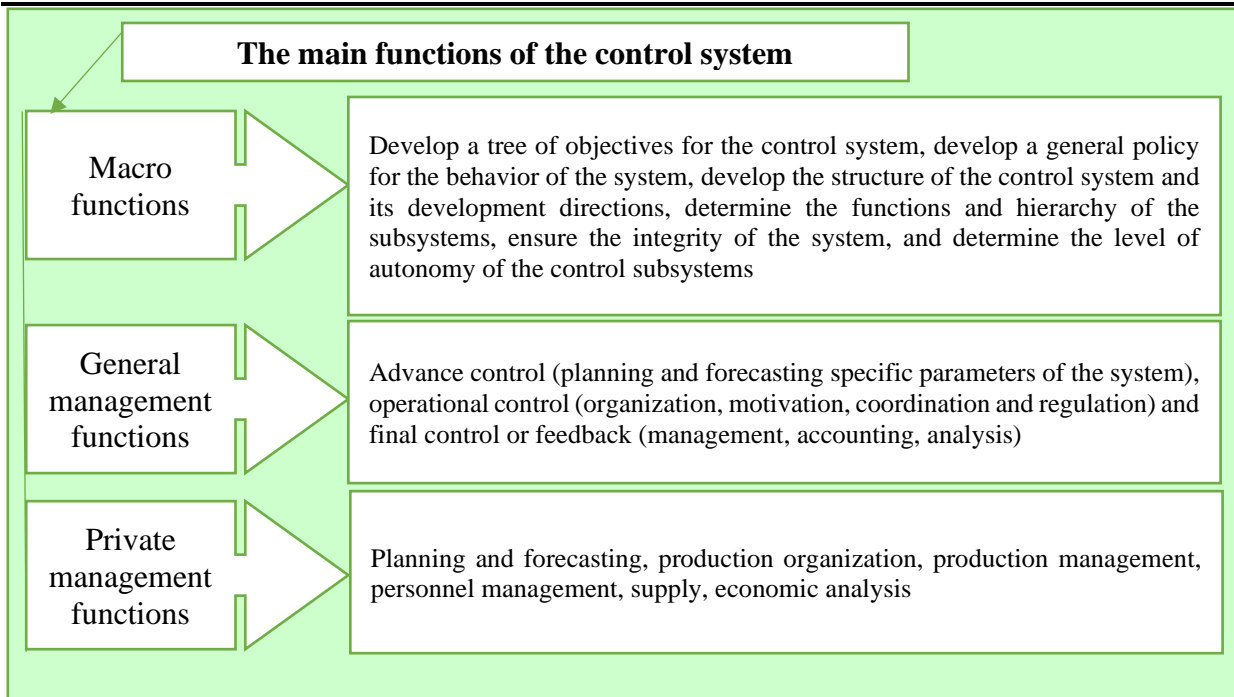 The main functions of the control system
Macro
functions
Develop a tree of objectives for the control system, develop a general policy
for the behavior of the system, develop the structure of the control system and
its development directions, determine the functions and hierarchy of the
subsystems, ensure the integrity of the system, and determine the level of
autonomy of the control subsystems
General
management
functions
Advance control (planning and forecasting specific parameters of the system),
operational control (organization, motivation, coordination and regulation) and
final control or feedback (management, accounting, analysis)
Private
management
functions
Planning and forecasting, production organization, production management,
personnel management, supply, economic analysis